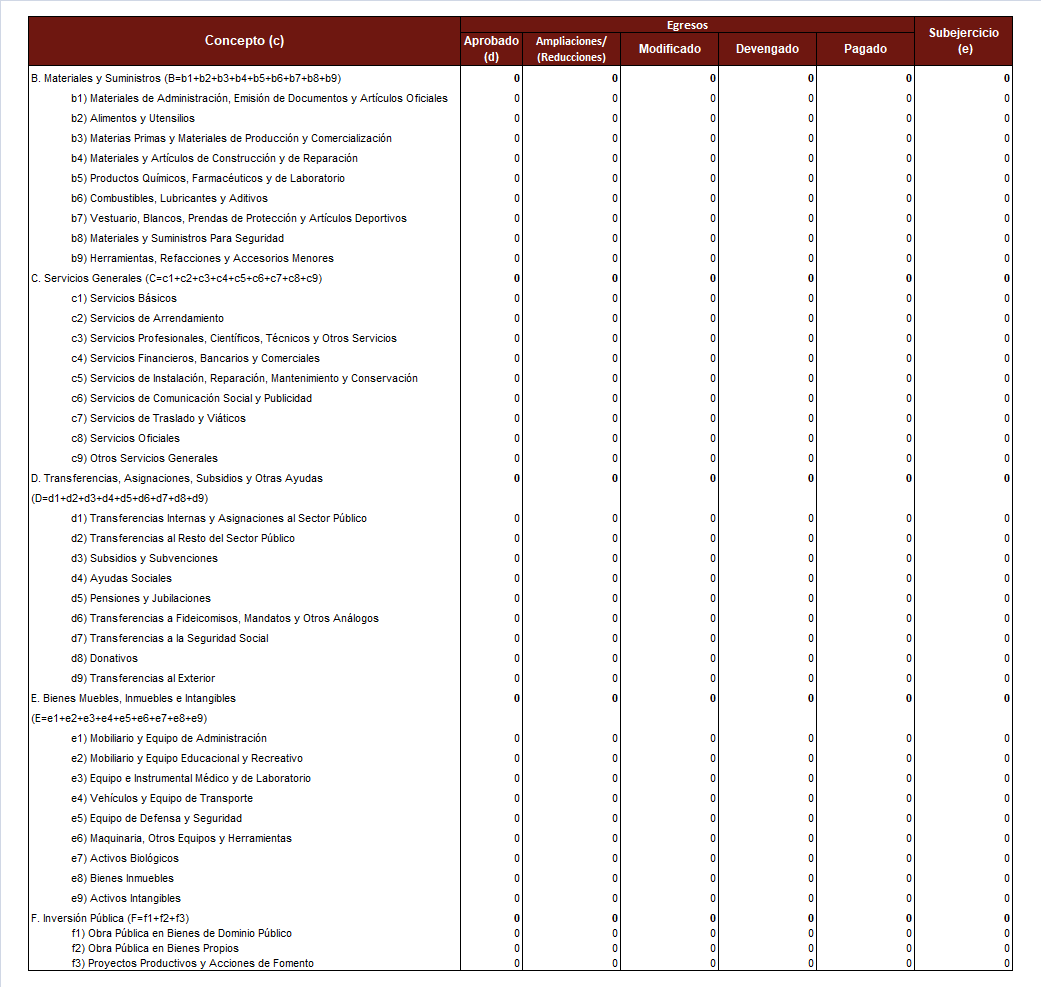 Concepto (c) Egresos Subejercicio (e)
Aprobado (d) Ampliaciones/ (Reducciones) Modificado Devengado Pagado
B. Materiales y Suministros (B=b1+b2+b3+b4+b5+b6+b7+b8+b9) 0 0 0 0 0 0
b1) Materiales de Administración, Emisión de Documentos y Artículos Oficiales 0 0 0 0 0 0
b2) Alimentos y Utensilios 0 0 0 0 0 0
b3) Materias Primas y Materiales de Producción y Comercialización 0 0 0 0 0 0
b4) Materiales y Artículos de Construcción y de Reparación 0 0 0 0 0 0
b5) Productos Químicos, Farmacéuticos y de Laboratorio 0 0 0 0 0 0
b6) Combustibles, Lubricantes y Aditivos 0 0 0 0 0 0
b7) Vestuario, Blancos, Prendas de Protección y Artículos Deportivos 0 0 0 0 0 0
b8) Materiales y Suministros Para Seguridad 0 0 0 0 0 0
b9) Herramientas, Refacciones y Accesorios Menores 0 0 0 0 0 0
C. Servicios Generales (C=c1+c2+c3+c4+c5+c6+c7+c8+c9) 0 0 0 0 0 0
c1) Servicios Básicos 0 0 0 0 0 0
c2) Servicios de Arrendamiento 0 0 0 0 0 0
c3) Servicios Profesionales, Científicos, Técnicos y Otros Servicios 0 0 0 0 0 0
c4) Servicios Financieros, Bancarios y Comerciales 0 0 0 0 0 0
c5) Servicios de Instalación, Reparación, Mantenimiento y Conservación 0 0 0 0 0 0
c6) Servicios de Comunicación Social y Publicidad 0 0 0 0 0 0
c7) Servicios de Traslado y Viáticos 0 0 0 0 0 0
c8) Servicios Oficiales 0 0 0 0 0 0
c9) Otros Servicios Generales 0 0 0 0 0 0
D. Transferencias, Asignaciones, Subsidios y Otras Ayudas 0 0 0 0 0 0
(D=d1+d2+d3+d4+d5+d6+d7+d8+d9)
d1) Transferencias Internas y Asignaciones al Sector Público 0 0 0 0 0 0
d2) Transferencias al Resto del Sector Público 0 0 0 0 0 0
d3) Subsidios y Subvenciones 0 0 0 0 0 0
d4) Ayudas Sociales 0 0 0 0 0 0
d5) Pensiones y Jubilaciones 0 0 0 0 0 0
d6) Transferencias a Fideicomisos, Mandatos y Otros Análogos 0 0 0 0 0 0
d7) Transferencias a la Seguridad Social 0 0 0 0 0 0
d8) Donativos 0 0 0 0 0 0
d9) Transferencias al Exterior 0 0 0 0 0 0
E. Bienes Muebles, Inmuebles e Intangibles 0 0 0 0 0 0
(E=e1+e2+e3+e4+e5+e6+e7+e8+e9)
e1) Mobiliario y Equipo de Administración 0 0 0 0 0 0
e2) Mobiliario y Equipo Educacional y Recreativo 0 0 0 0 0 0
e3) Equipo e Instrumental Médico y de Laboratorio 0 0 0 0 0 0
e4) Vehículos y Equipo de Transporte 0 0 0 0 0 0
e5) Equipo de Defensa y Seguridad 0 0 0 0 0 0
e6) Maquinaria, Otros Equipos y Herramientas 0 0 0 0 0 0
e7) Activos Biológicos 0 0 0 0 0 0
e8) Bienes Inmuebles 0 0 0 0 0 0
e9) Activos Intangibles 0 0 0 0 0 0
F. Inversión Pública (F=f1+f2+f3) 0 0 0 0 0 0
f1) Obra Pública en Bienes de Dominio Público 0 0 0 0 0 0
f2) Obra Pública en Bienes Propios 0 0 0 0 0 0
f3) Proyectos Productivos y Acciones de Fomento 0 0 0 0 0 0